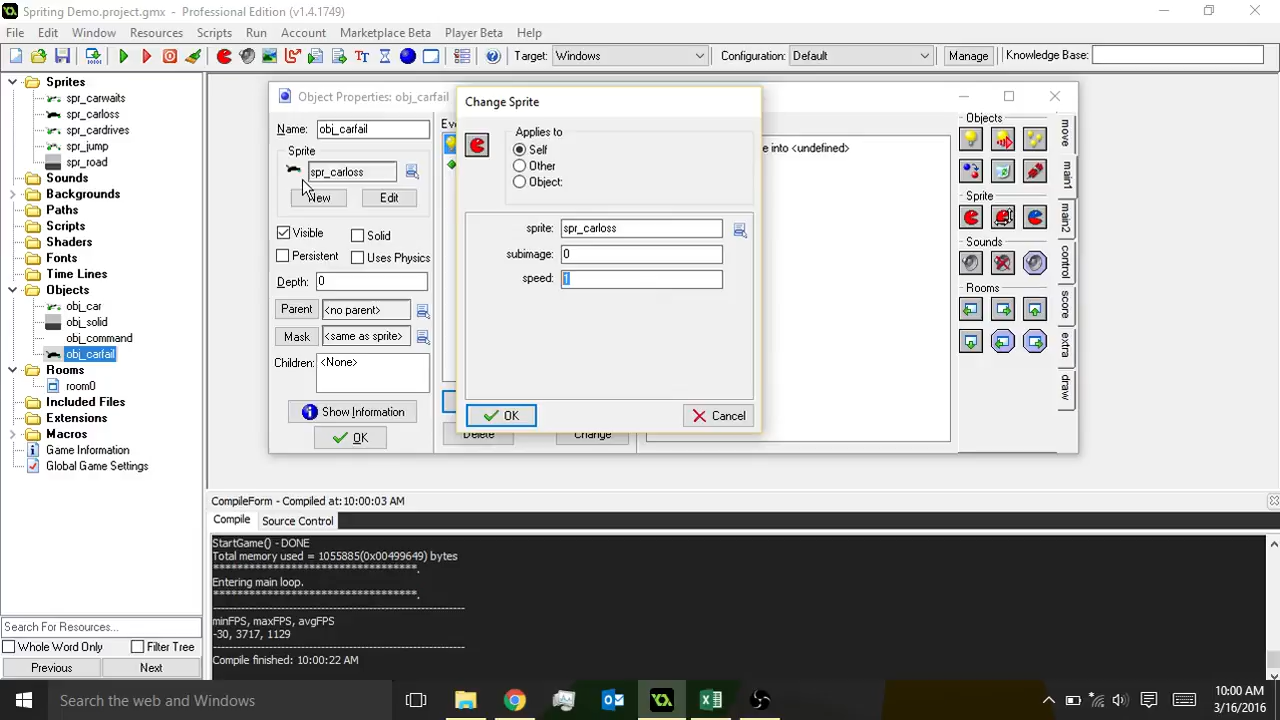 Spriting Demo.project.gmx - Professional Edition (v1.4.1749)
File Edit Window Resources Scripts Run Account Marketplace Beta Player Beta Help
Target: Windows Configuration: Default Manage Knowledge Base:
Sprites
spr_carwaits
spr_carloss
spr_cardrives
spr_jump
spr_road
Sounds
Backgrounds
Paths
Scripts
Shaders
Fonts
Time Lines
Objects
obj_car
obj_solid
obj_command
obj_carfail
Rooms
room0
Included Files
Extensions
Macros
Game Information
Global Game Settings
Search For Resources...
Whole Word Only Filter Tree
Previous Next
Object Properties: obj_carfail
Name: obj_carfail
Sprite
spr_carloss
New Edit
Visible Solid
Persistent Uses Physics
Depth: 0
Parent <no parent>
Mask <same as sprite>
Children: <None>
Show Information
OK
Delete Change
Change Sprite
Applies to
Self
Other
Object:
sprite: spr_carloss
subimage: 0
speed: 1
OK Cancel
e into <undefined>
Objects
Sprite
Sounds
Rooms
move
main1
main2
control
score
extra
draw
CompileForm - Compiled at:10:00:03 AM
Compile Source Control
StartGame() - DONE
Total memory used = 1055885(0x00499649) bytes
**************************************.
Entering main loop.
**************************************.
---------------------------------------------------------------
minFPS, maxFPS, avgFPS
-30, 3717, 1129
---------------------------------------------------------------
Compile finished: 10:00:22 AM
Search the web and Windows
10:00 AM
3/16/2016